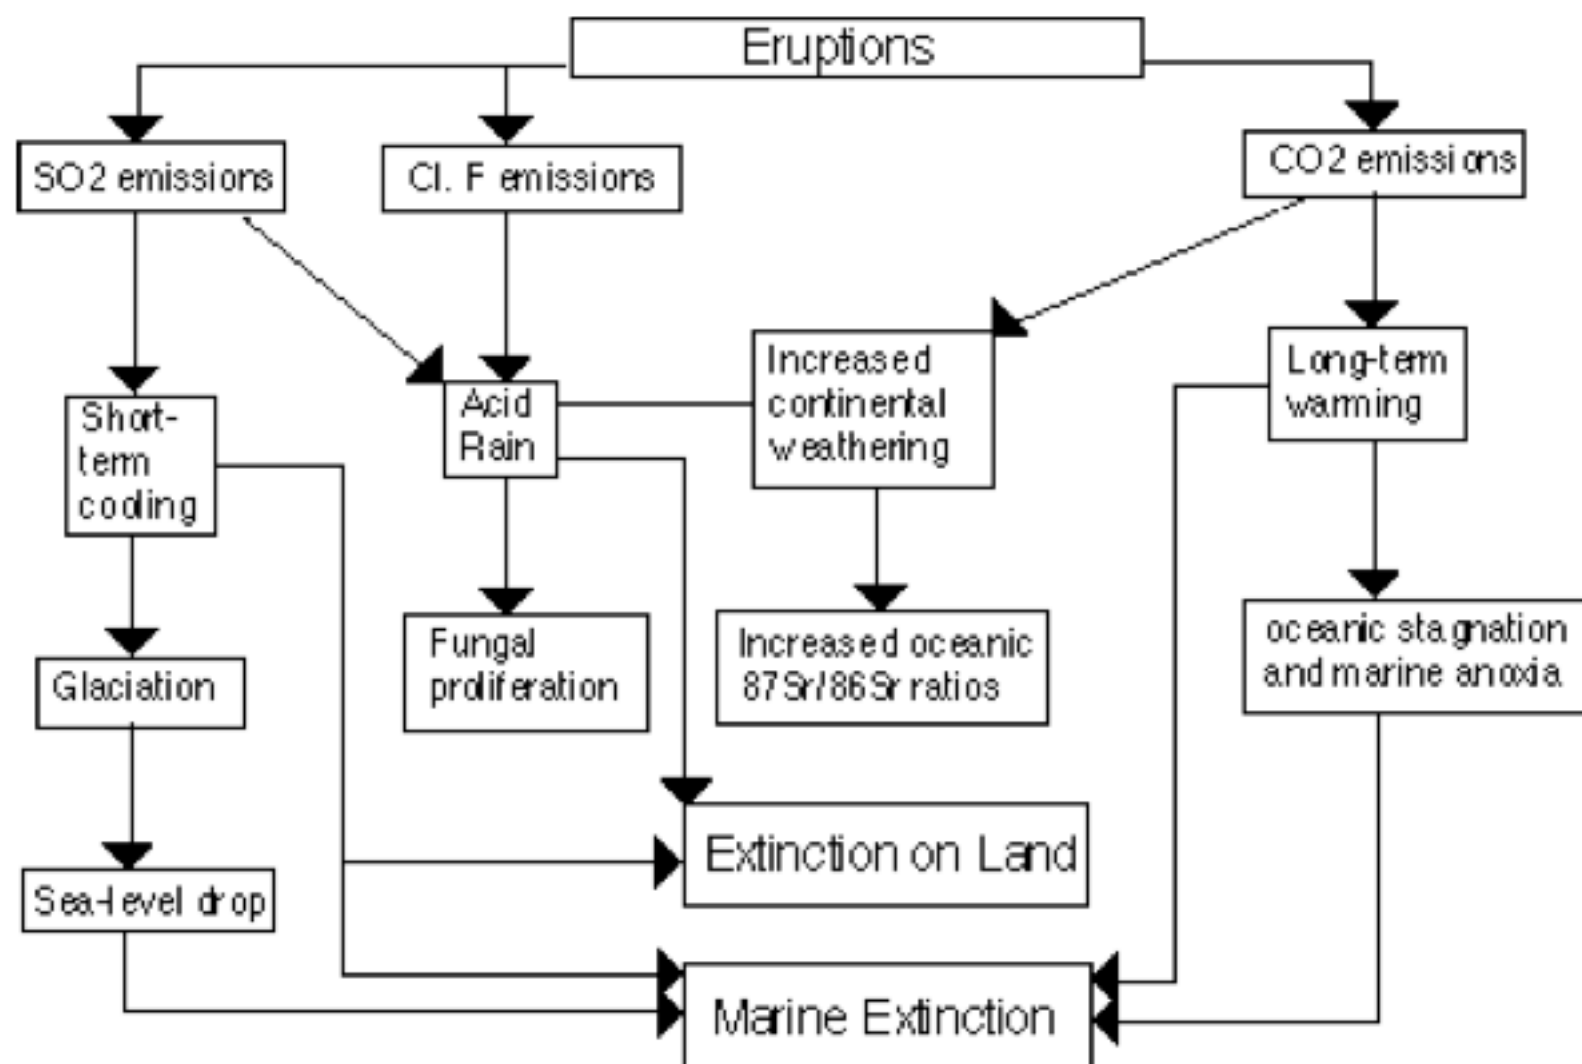 Eruptions
SO2 emissions
Cl. F emissions
CO2 emissions
Short-
term
cooling
Acid
Rain
Increased
continental
weathering
Long-term
warming
Glaciation
Fungal
proliferation
Increased oceanic
87Sr/86Sr ratios
oceanic stagnation
and marine anoxia
Sea-level drop
Extinction on Land
Marine Extinction